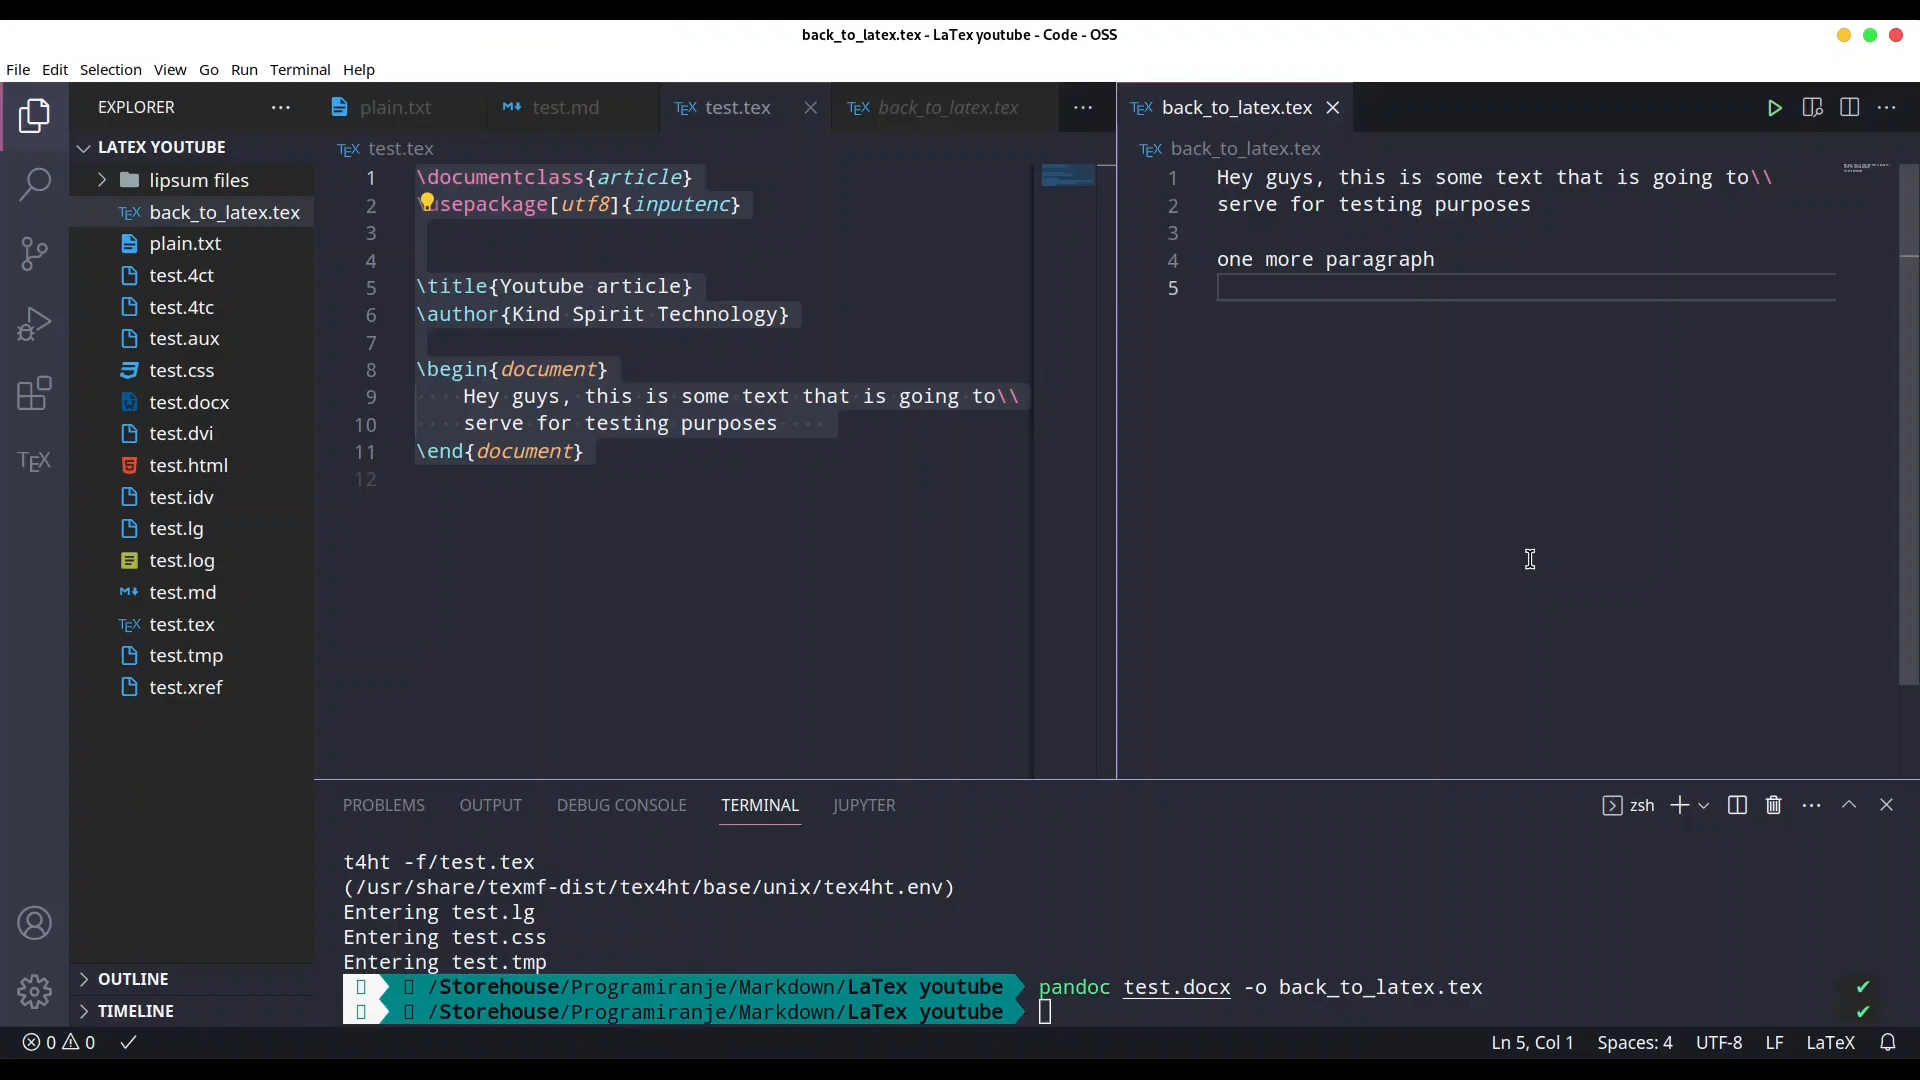 back_to_latex.tex - LaTex youtube - Code - OSS
File Edit Selection View Go Run Terminal Help
EXPLORER
LATEX YOUTUBE
lipsum files
TEX back_to_latex.tex
plain.txt
test.4ct
test.4tc
test.aux
test.css
test.docx
test.dvi
test.html
test.idv
test.lg
test.log
test.md
TEX test.tex
test.tmp
test.xref
OUTLINE
TIMELINE
plain.txt test.md TEX test.tex TEX back_to_latex.tex
TEX test.tex
1 \documentclass{article}
2 \usepackage[utf8]{inputenc}
3
4
5 \title{Youtube article}
6 \author{Kind Spirit Technology}
7
8 \begin{document}
9 Hey guys, this is some text that is going to\\
10 serve for testing purposes
11 \end{document}
12
TEX back_to_latex.tex
TEX back_to_latex.tex
1 Hey guys, this is some text that is going to\\
2 serve for testing purposes
3
4 one more paragraph
5
PROBLEMS OUTPUT DEBUG CONSOLE TERMINAL JUPYTER
zsh
t4ht -f/test.tex
(/usr/share/texmf-dist/tex4ht/base/unix/tex4ht.env)
Entering test.lg
Entering test.css
Entering test.tmp
/Storehouse/Programiranje/Markdown/LaTex youtube pandoc test.docx -o back_to_latex.tex
/Storehouse/Programiranje/Markdown/LaTex youtube
0 0
Ln 5, Col 1 Spaces: 4 UTF-8 LF LaTeX
TEX